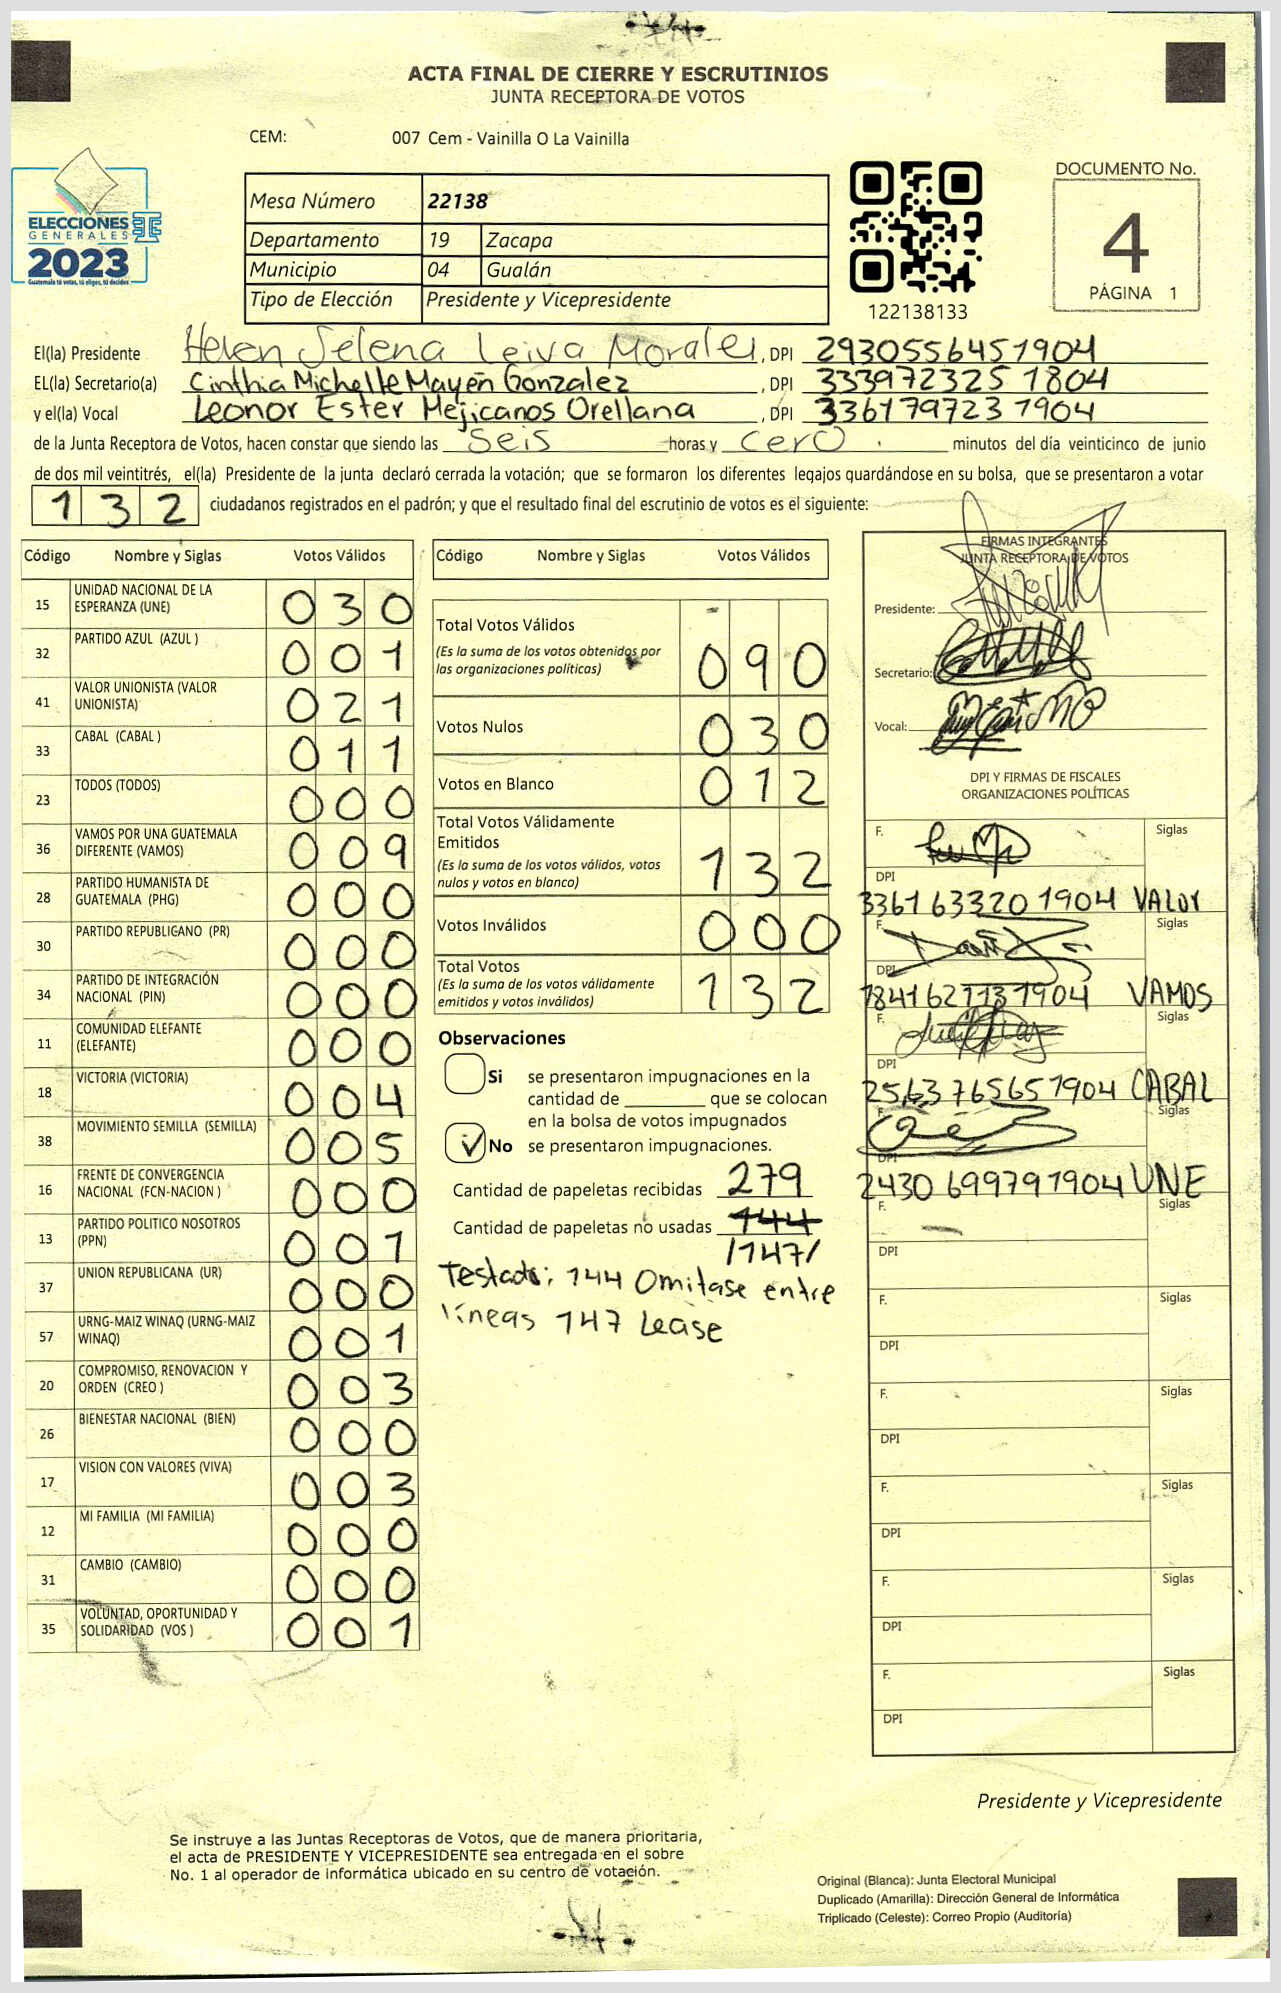 ACTA FINAL DE CIERRE Y ESCRUTINIOS
JUNTA RECEPTORA DE VOTOS
CEM: 007 Cem - Vainilla O La Vainilla
ELECCIONES
GENERALES
2023
Guatemala tú votas, tú eliges, tú decides
Mesa Número 22138
Departamento 19 Zacapa
Municipio 04 Gualán
Tipo de Elección Presidente y Vicepresidente
122138133
DOCUMENTO No.
4
PÁGINA 1
El(la) Presidente Helen Selena Leiva Morales, DPI 2930556451904
EL(la) Secretario(a) Cinthia Michelle Mayén Gonzalez, DPI 3339723251804
y el(la) Vocal Leonor Ester Mejicanos Orellana, DPI 3361797231904
de la Junta Receptora de Votos, hacen constar que siendo las seis horas y cero minutos del día veinticinco de junio
de dos mil veintitrés, el(la) Presidente de la junta declaró cerrada la votación; que se formaron los diferentes legajos guardándose en su bolsa, que se presentaron a votar
132 ciudadanos registrados en el padrón; y que el resultado final del escrutinio de votos es el siguiente:
Código Nombre y Siglas Votos Válidos
15 UNIDAD NACIONAL DE LA ESPERANZA (UNE) 030
32 PARTIDO AZUL (AZUL ) 001
41 VALOR UNIONISTA (VALOR UNIONISTA) 021
33 CABAL (CABAL ) 011
23 TODOS (TODOS) 000
36 VAMOS POR UNA GUATEMALA DIFERENTE (VAMOS) 009
28 PARTIDO HUMANISTA DE GUATEMALA (PHG) 000
30 PARTIDO REPUBLICANO (PR) 000
34 PARTIDO DE INTEGRACIÓN NACIONAL (PIN) 000
11 COMUNIDAD ELEFANTE (ELEFANTE) 000
18 VICTORIA (VICTORIA) 004
38 MOVIMIENTO SEMILLA (SEMILLA) 005
16 FRENTE DE CONVERGENCIA NACIONAL (FCN-NACION ) 000
13 PARTIDO POLITICO NOSOTROS (PPN) 001
37 UNION REPUBLICANA (UR) 000
57 URNG-MAIZ WINAQ (URNG-MAIZ WINAQ) 001
20 COMPROMISO, RENOVACION Y ORDEN (CREO ) 003
26 BIENESTAR NACIONAL (BIEN) 000
17 VISION CON VALORES (VIVA) 003
12 MI FAMILIA (MI FAMILIA) 000
31 CAMBIO (CAMBIO) 000
35 VOLUNTAD, OPORTUNIDAD Y SOLIDARIDAD (VOS ) 001
Código Nombre y Siglas Votos Válidos
Total Votos Válidos 090
(Es la suma de los votos obtenidos por
las organizaciones políticas)
Votos Nulos 030
Votos en Blanco 012
Total Votos Válidamente
Emitidos 132
(Es la suma de los votos válidos, votos
nulos y votos en blanco)
Votos Inválidos 000
Total Votos 132
(Es la suma de los votos válidamente
emitidos y votos inválidos)
Observaciones
Si se presentaron impugnaciones en la
cantidad de ________ que se colocan
en la bolsa de votos impugnados
No se presentaron impugnaciones.
Cantidad de papeletas recibidas 279
Cantidad de papeletas no usadas 144
/147/
Testado: 144 Omitase entre
lineas 147 Lease
FIRMAS INTEGRANTES
JUNTA RECEPTORA DE VOTOS
Presidente:
Secretario:
Vocal:
DPI Y FIRMAS DE FISCALES
ORGANIZACIONES POLÍTICAS
F. Siglas
DPI
3361633201904 VALOR
F. Siglas
DPI
1904 VAMOS
F. Siglas
DPI
2563765651904 CABAL
F. Siglas
DPI
2430699791904 UNE
F. Siglas
DPI
F. Siglas
DPI
F. Siglas
DPI
F. Siglas
DPI
F. Siglas
DPI
F. Siglas
DPI
Presidente y Vicepresidente
Se instruye a las Juntas Receptoras de Votos, que de manera prioritaria,
el acta de PRESIDENTE Y VICEPRESIDENTE sea entregada en el sobre
No. 1 al operador de informática ubicado en su centro de votación.
Original (Blanca): Junta Electoral Municipal
Duplicado (Amarilla): Dirección General de Informática
Triplicado (Celeste): Correo Propio (Auditoría)